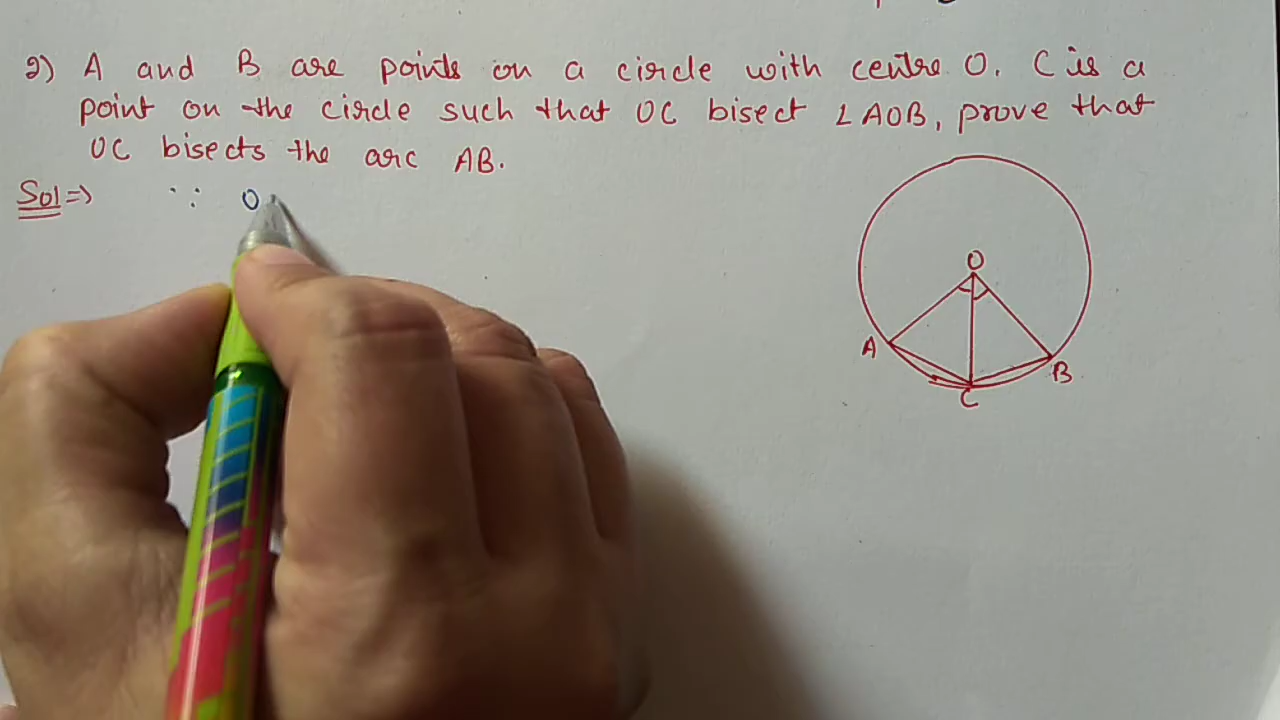 2) A and B are points on a circle with centre O. C is a
point on the circle such that OC bisect ∠AOB, prove that
OC bisects the arc AB.
Sol⇒ ∵ O
O
A
B
C